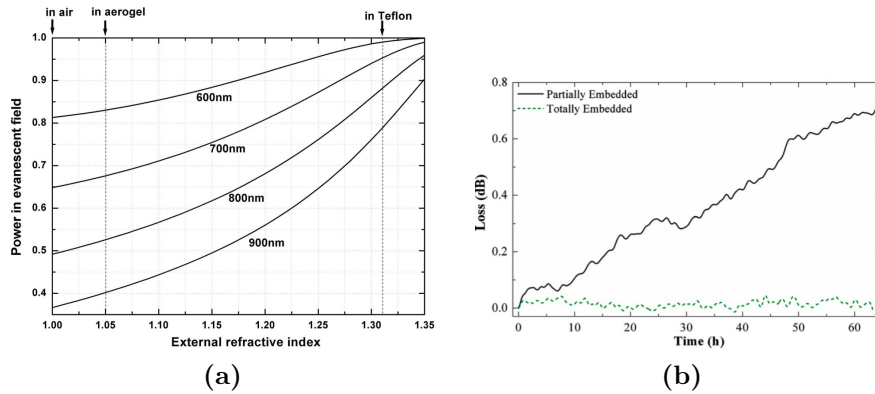 in air
in aerogel
in Teflon
Power in evanescent field
1.0
0.9
0.8
0.7
0.6
0.5
0.4
600nm
700nm
800nm
900nm
1.00 1.05 1.10 1.15 1.20 1.25 1.30 1.35
External refractive index
(a)
Loss (dB)
0.8
0.6
0.4
0.2
0.0
Partially Embedded
Totally Embedded
0 10 20 30 40 50 60
Time (h)
(b)